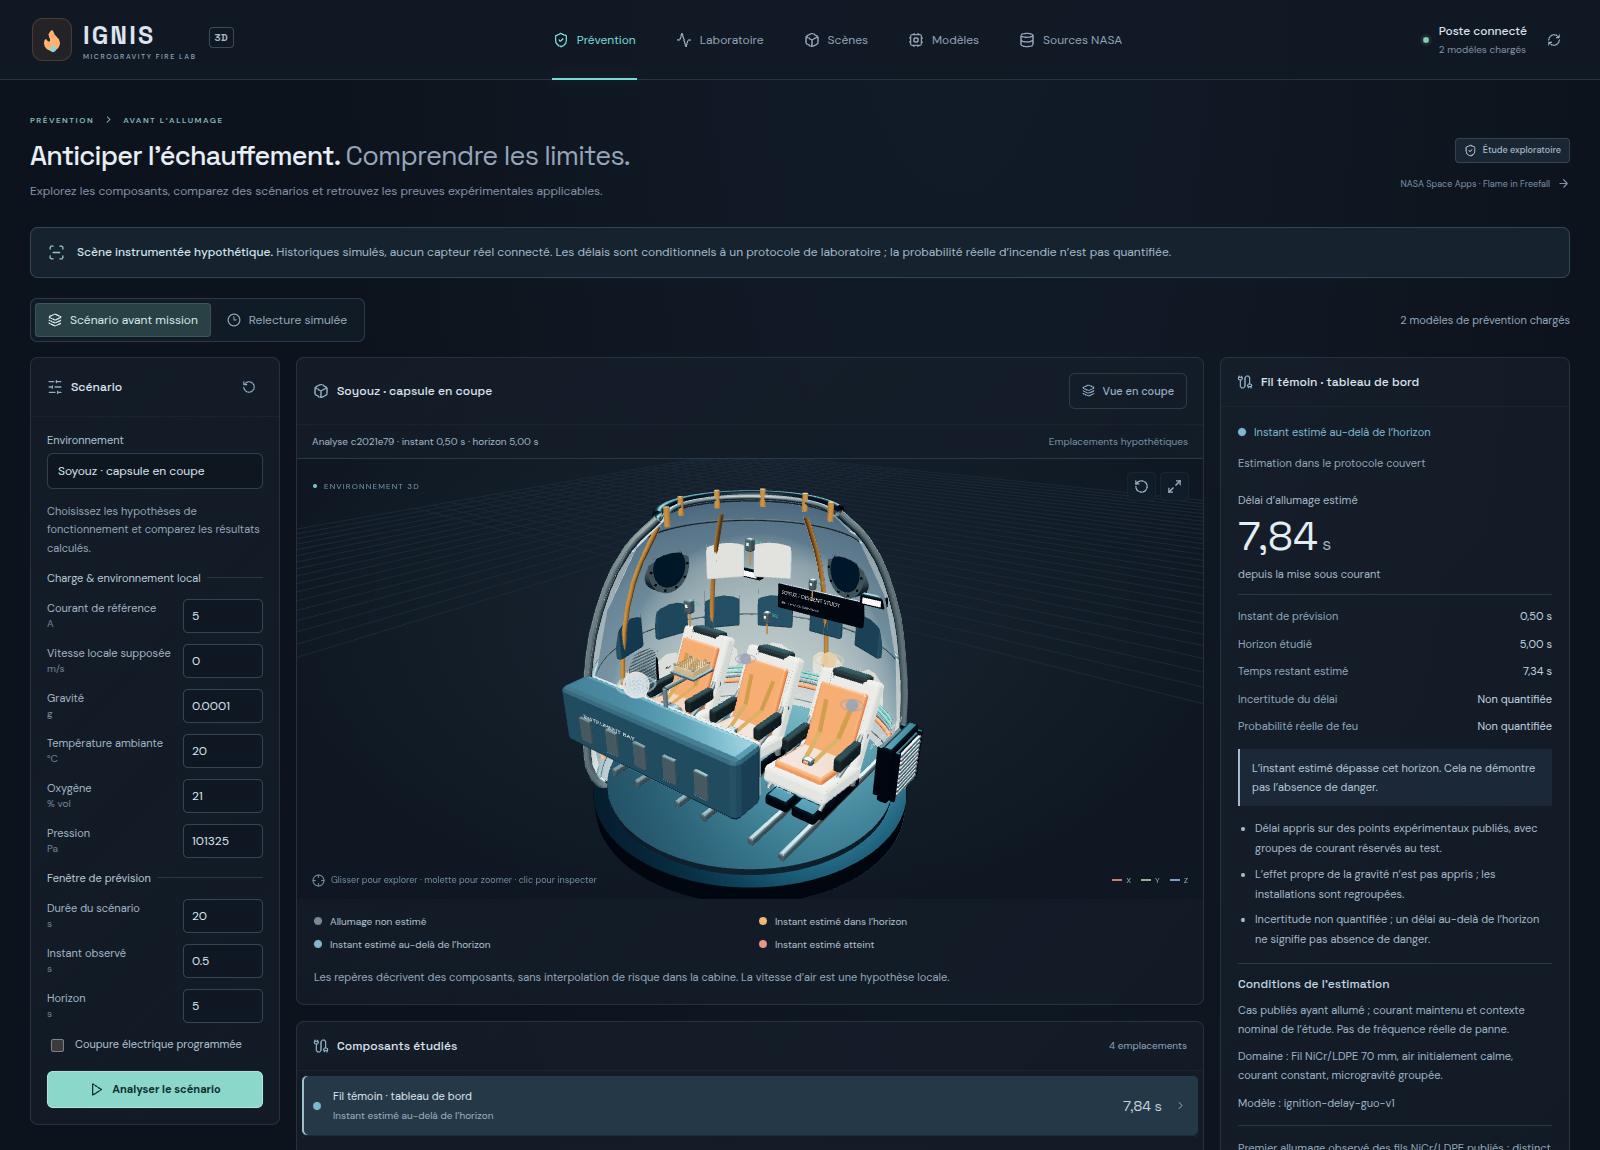 IGNIS
MICROGRAVITY FIRE LAB
3D
Prévention
Laboratoire
Scènes
Modèles
Sources NASA
Poste connecté
2 modèles chargés
PRÉVENTION > AVANT L'ALLUMAGE
Anticiper l'échauffement. Comprendre les limites.
Explorez les composants, comparez des scénarios et retrouvez les preuves expérimentales applicables.
Étude exploratoire
NASA Space Apps · Flame in Freefall
Scène instrumentée hypothétique. Historiques simulés, aucun capteur réel connecté. Les délais sont conditionnels à un protocole de laboratoire ; la probabilité réelle d'incendie n'est pas quantifiée.
Scénario avant mission
Relecture simulée
2 modèles de prévention chargés
Scénario
Environnement
Soyouz · capsule en coupe
Choisissez les hypothèses de
fonctionnement et comparez les résultats
calculés.
Charge & environnement local
Courant de référence
A
5
Vitesse locale supposée
m/s
0
Gravité
g
0.0001
Température ambiante
°C
20
Oxygène
% vol
21
Pression
Pa
101325
Fenêtre de prévision
Durée du scénario
s
20
Instant observé
s
0.5
Horizon
s
5
Coupure électrique programmée
Analyser le scénario
Soyouz · capsule en coupe
Vue en coupe
Analyse c2021e79 · instant 0,50 s · horizon 5,00 s
Emplacements hypothétiques
ENVIRONNEMENT 3D
Glisser pour explorer · molette pour zoomer · clic pour inspecter
X
Y
Z
Allumage non estimé
Instant estimé dans l'horizon
Instant estimé au-delà de l'horizon
Instant estimé atteint
Les repères décrivent des composants, sans interpolation de risque dans la cabine. La vitesse d'air est une hypothèse locale.
Composants étudiés
4 emplacements
Fil témoin · tableau de bord
Instant estimé au-delà de l'horizon
7,84 s
Fil témoin · tableau de bord
Instant estimé au-delà de l'horizon
Estimation dans le protocole couvert
Délai d'allumage estimé
7,84 s
depuis la mise sous courant
Instant de prévision 0,50 s
Horizon étudié 5,00 s
Temps restant estimé 7,34 s
Incertitude du délai Non quantifiée
Probabilité réelle de feu Non quantifiée
L'instant estimé dépasse cet horizon. Cela ne démontre
pas l'absence de danger.
• Délai appris sur des points expérimentaux publiés, avec
groupes de courant réservés au test.
• L'effet propre de la gravité n'est pas appris ; les
installations sont regroupées.
• Incertitude non quantifiée ; un délai au-delà de l'horizon
ne signifie pas absence de danger.
Conditions de l'estimation
Cas publiés ayant allumé ; courant maintenu et contexte
nominal de l'étude. Pas de fréquence réelle de panne.
Domaine : Fil NiCr/LDPE 70 mm, air initialement calme,
courant constant, microgravité groupée.
Modèle : ignition-delay-guo-v1
Premier allumage observé des fils NiCr/LDPE publiés ; distinct